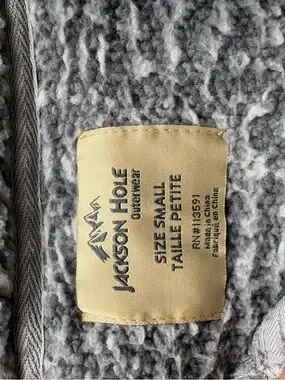 JACKSON HOLE
Outerwear
SIZE SMALL
TAILLE PETITE
RN#113591
Made in China
Fabriqué en Chine